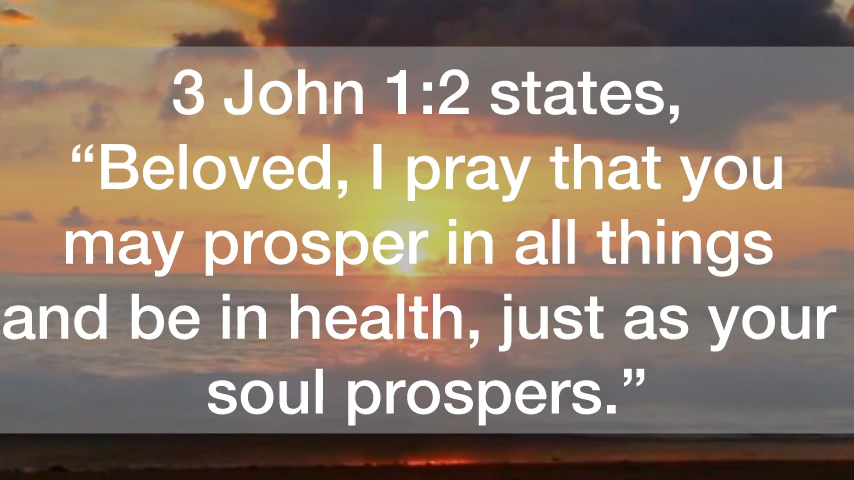 3 John 1:2 states,
“Beloved, I pray that you
may prosper in all things
and be in health, just as your
soul prospers.”